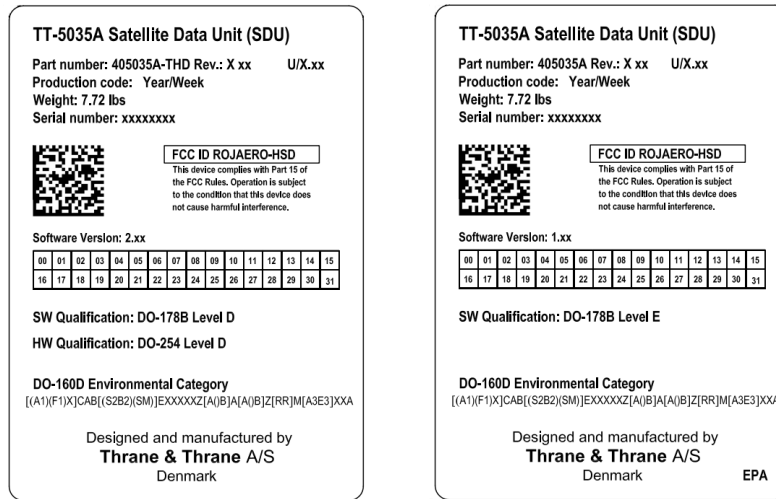 TT-5035A Satellite Data Unit (SDU)
Part number: 405035A-THD Rev.: X xx U/X.xx
Production code: Year/Week
Weight: 7.72 lbs
Serial number: xxxxxxxx
FCC ID ROJAERO-HSD
This device complies with Part 15 of
the FCC Rules. Operation is subject
to the condition that this device does
not cause harmful interference.
Software Version: 2.xx
00 01 02 03 04 05 06 07 08 09 10 11 12 13 14 15
16 17 18 19 20 21 22 23 24 25 26 27 28 29 30 31
SW Qualification: DO-178B Level D
HW Qualification: DO-254 Level D
DO-160D Environmental Category
[(A1)(F1)X]CAB[(S2B2)(SM)]EXXXXXZ[A()B]A[A()B]Z[RR]M[A3E3]XXA
Designed and manufactured by
Thrane & Thrane A/S
Denmark
TT-5035A Satellite Data Unit (SDU)
Part number: 405035A Rev.: X xx U/X.xx
Production code: Year/Week
Weight: 7.72 lbs
Serial number: xxxxxxxx
FCC ID ROJAERO-HSD
This device complies with Part 15 of
the FCC Rules. Operation is subject
to the condition that this device does
not cause harmful interference.
Software Version: 1.xx
00 01 02 03 04 05 06 07 08 09 10 11 12 13 14 15
16 17 18 19 20 21 22 23 24 25 26 27 28 29 30 31
SW Qualification: DO-178B Level E
DO-160D Environmental Category
[(A1)(F1)X]CAB[(S2B2)(SM)]EXXXXXZ[A()B]A[A()B]Z[RR]M[A3E3]XXA
Designed and manufactured by
Thrane & Thrane A/S
Denmark EPA